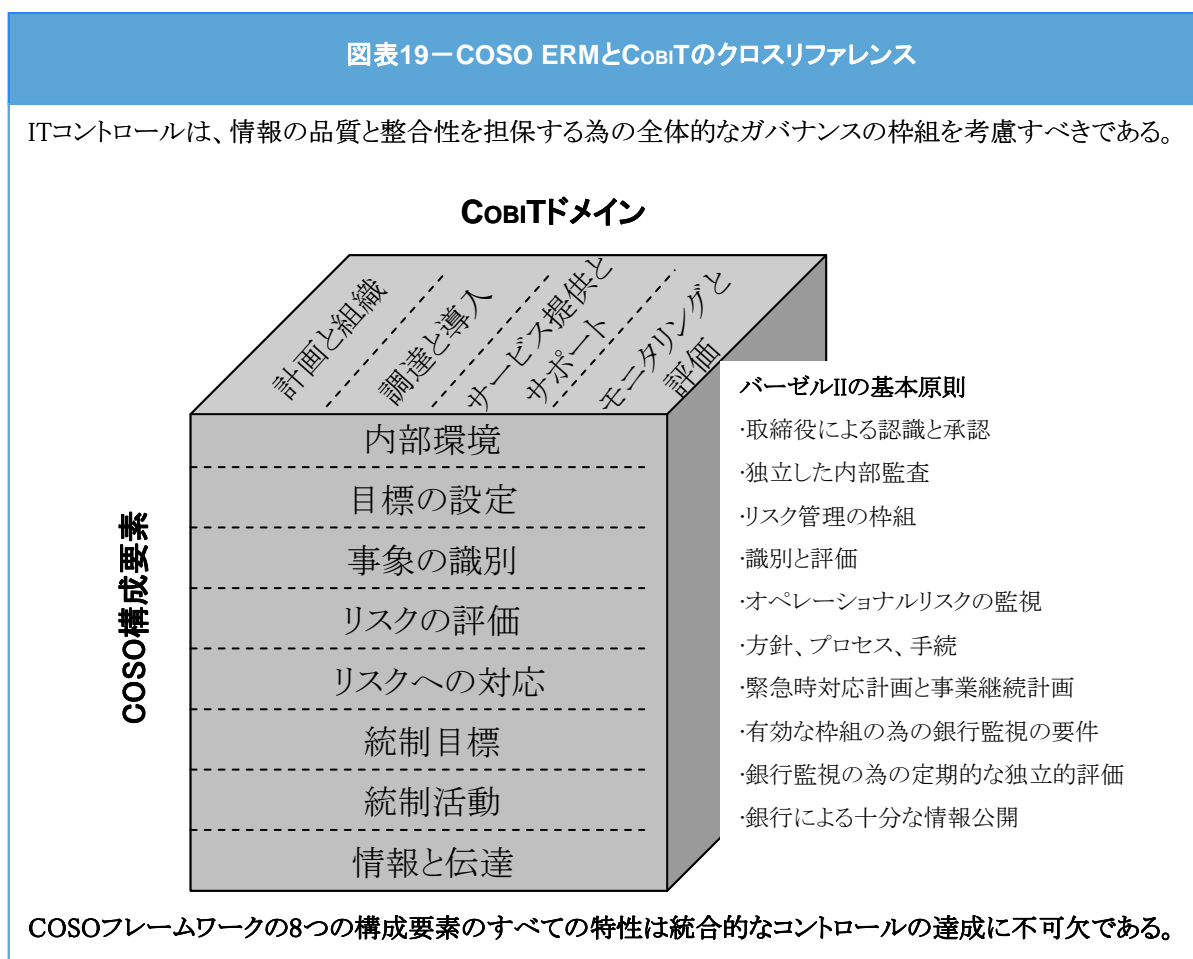 図表19－COSO ERMとCOBITのクロスリファレンス
ITコントロールは、情報の品質と整合性を担保する為の全体的なガバナンスの枠組を考慮すべきである。
COBITドメイン
計画と組織
調達と導入
サービス提供と
サポート
モニタリングと
評価
COSO構成要素
内部環境
目標の設定
事象の識別
リスクの評価
リスクへの対応
統制目標
統制活動
情報と伝達
バーゼルIIの基本原則
·取締役による認識と承認
·独立した内部監査
·リスク管理の枠組
·識別と評価
·オペレーショナルリスクの監視
·方針、プロセス、手続
·緊急時対応計画と事業継続計画
·有効な枠組の為の銀行監視の要件
·銀行監視の為の定期的な独立的評価
·銀行による十分な情報公開
COSOフレームワークの8つの構成要素のすべての特性は統合的なコントロールの達成に不可欠である。